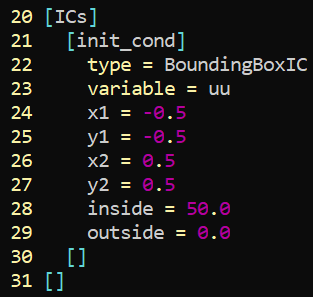 20 [ICs]
21   [init_cond]
22     type = BoundingBoxIC
23     variable = uu
24     x1 = -0.5
25     y1 = -0.5
26     x2 = 0.5
27     y2 = 0.5
28     inside = 50.0
29     outside = 0.0
30   []
31 []